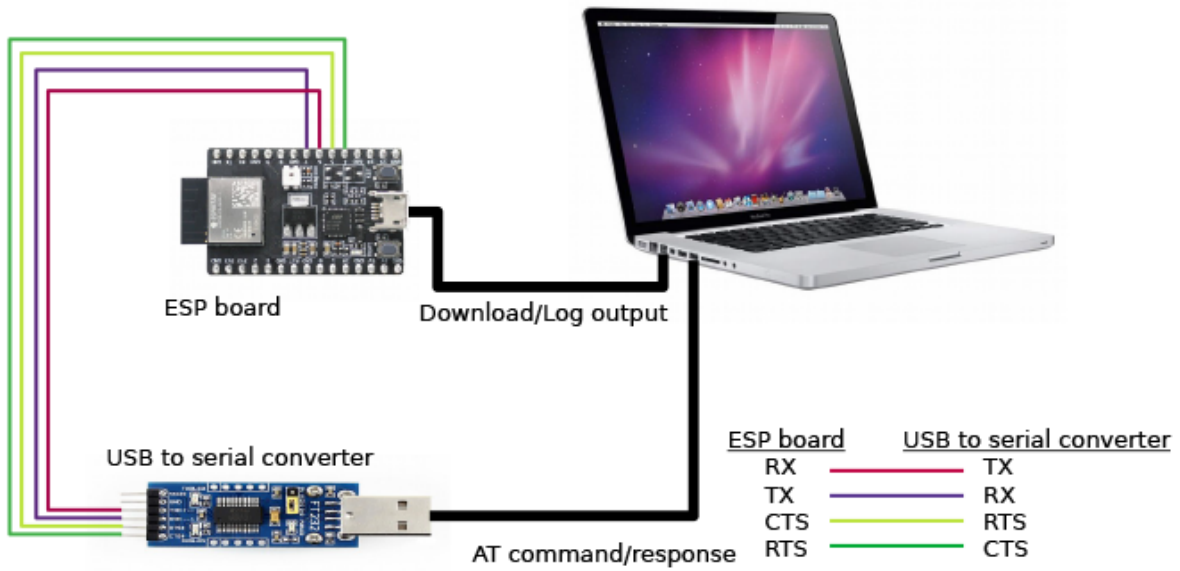 ESP board
Download/Log output
USB to serial converter
FT232
AT command/response
ESP board USB to serial converter
RX TX
TX RX
CTS RTS
RTS CTS